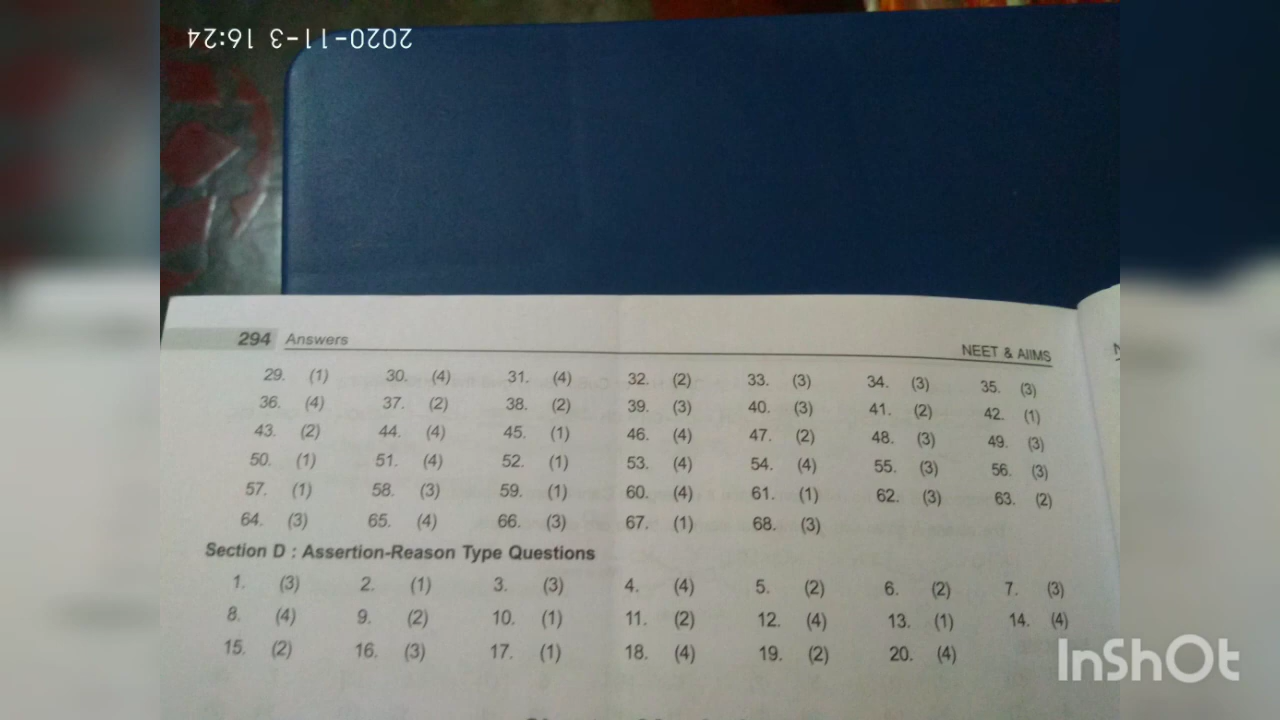 2020-11-3 16:24
294 Answers NEET & AIIMS
29. (1) 30. (4) 31. (4) 32. (2) 33. (3) 34. (3) 35. (3)
36. (4) 37. (2) 38. (2) 39. (3) 40. (3) 41. (2) 42. (1)
43. (2) 44. (4) 45. (1) 46. (4) 47. (2) 48. (3) 49. (3)
50. (1) 51. (4) 52. (1) 53. (4) 54. (4) 55. (3) 56. (3)
57. (1) 58. (3) 59. (1) 60. (4) 61. (1) 62. (3) 63. (2)
64. (3) 65. (4) 66. (3) 67. (1) 68. (3)
Section D : Assertion-Reason Type Questions
1. (3) 2. (1) 3. (3) 4. (4) 5. (2) 6. (2) 7. (3)
8. (4) 9. (2) 10. (1) 11. (2) 12. (4) 13. (1) 14. (4)
15. (2) 16. (3) 17. (1) 18. (4) 19. (2) 20. (4)
InShOt